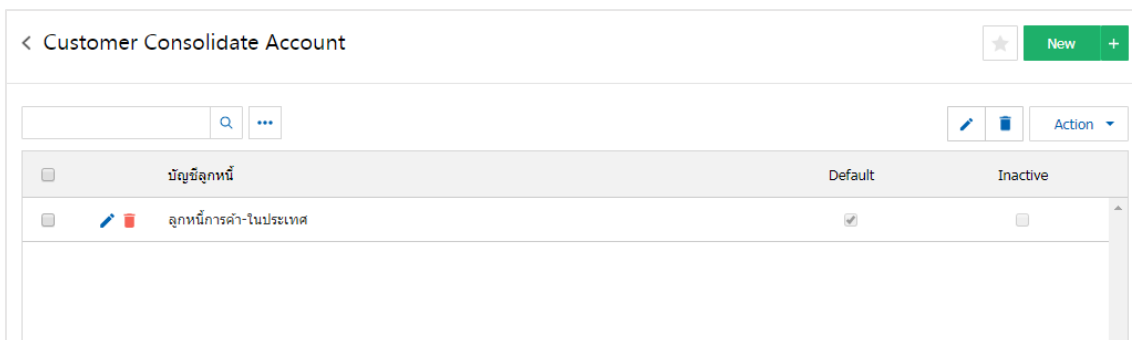 Customer Consolidate Account
New +
Action
บัญชีลูกหนี้ Default Inactive
ลูกหนี้การค้า-ในประเทศ